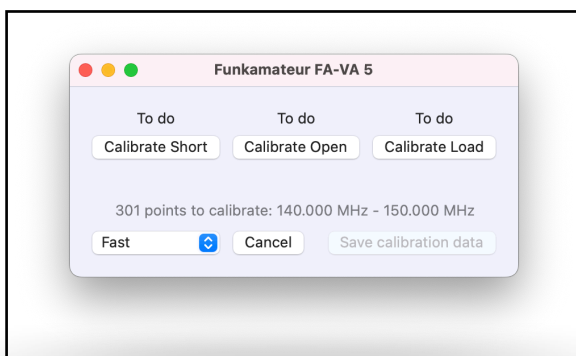 Funkamateur FA-VA 5
To do To do To do
Calibrate Short Calibrate Open Calibrate Load
301 points to calibrate: 140.000 MHz - 150.000 MHz
Fast Cancel Save calibration data